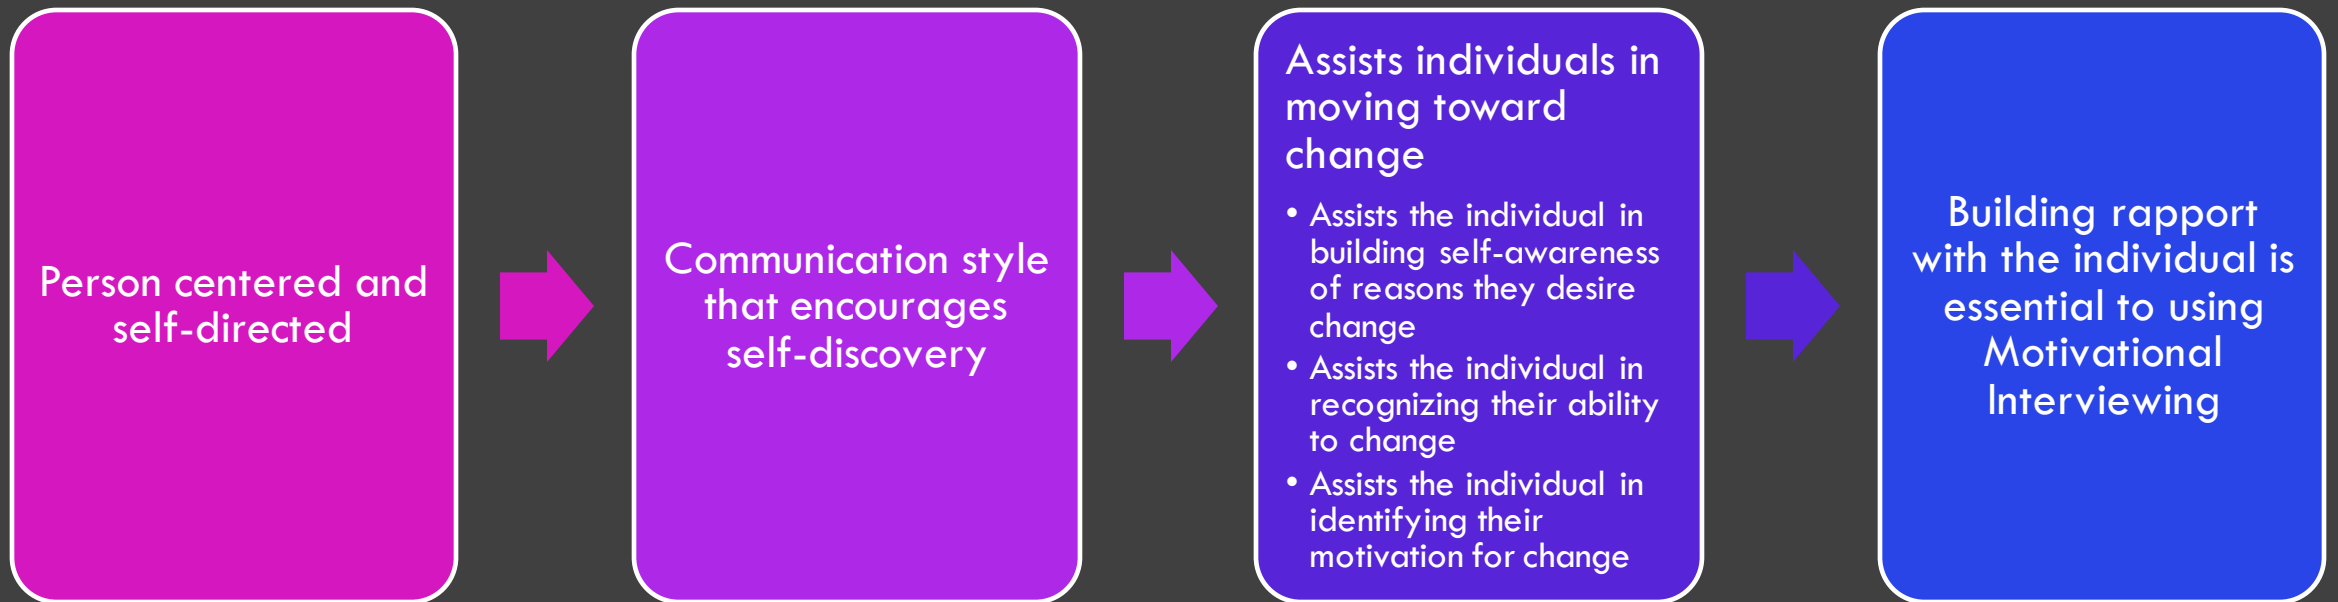 Person centered and
self-directed
Communication style
that encourages
self-discovery
Assists individuals in
moving toward
change
• Assists the individual in
building self-awareness
of reasons they desire
change
• Assists the individual in
recognizing their ability
to change
• Assists the individual in
identifying their
motivation for change
Building rapport
with the individual is
essential to using
Motivational
Interviewing